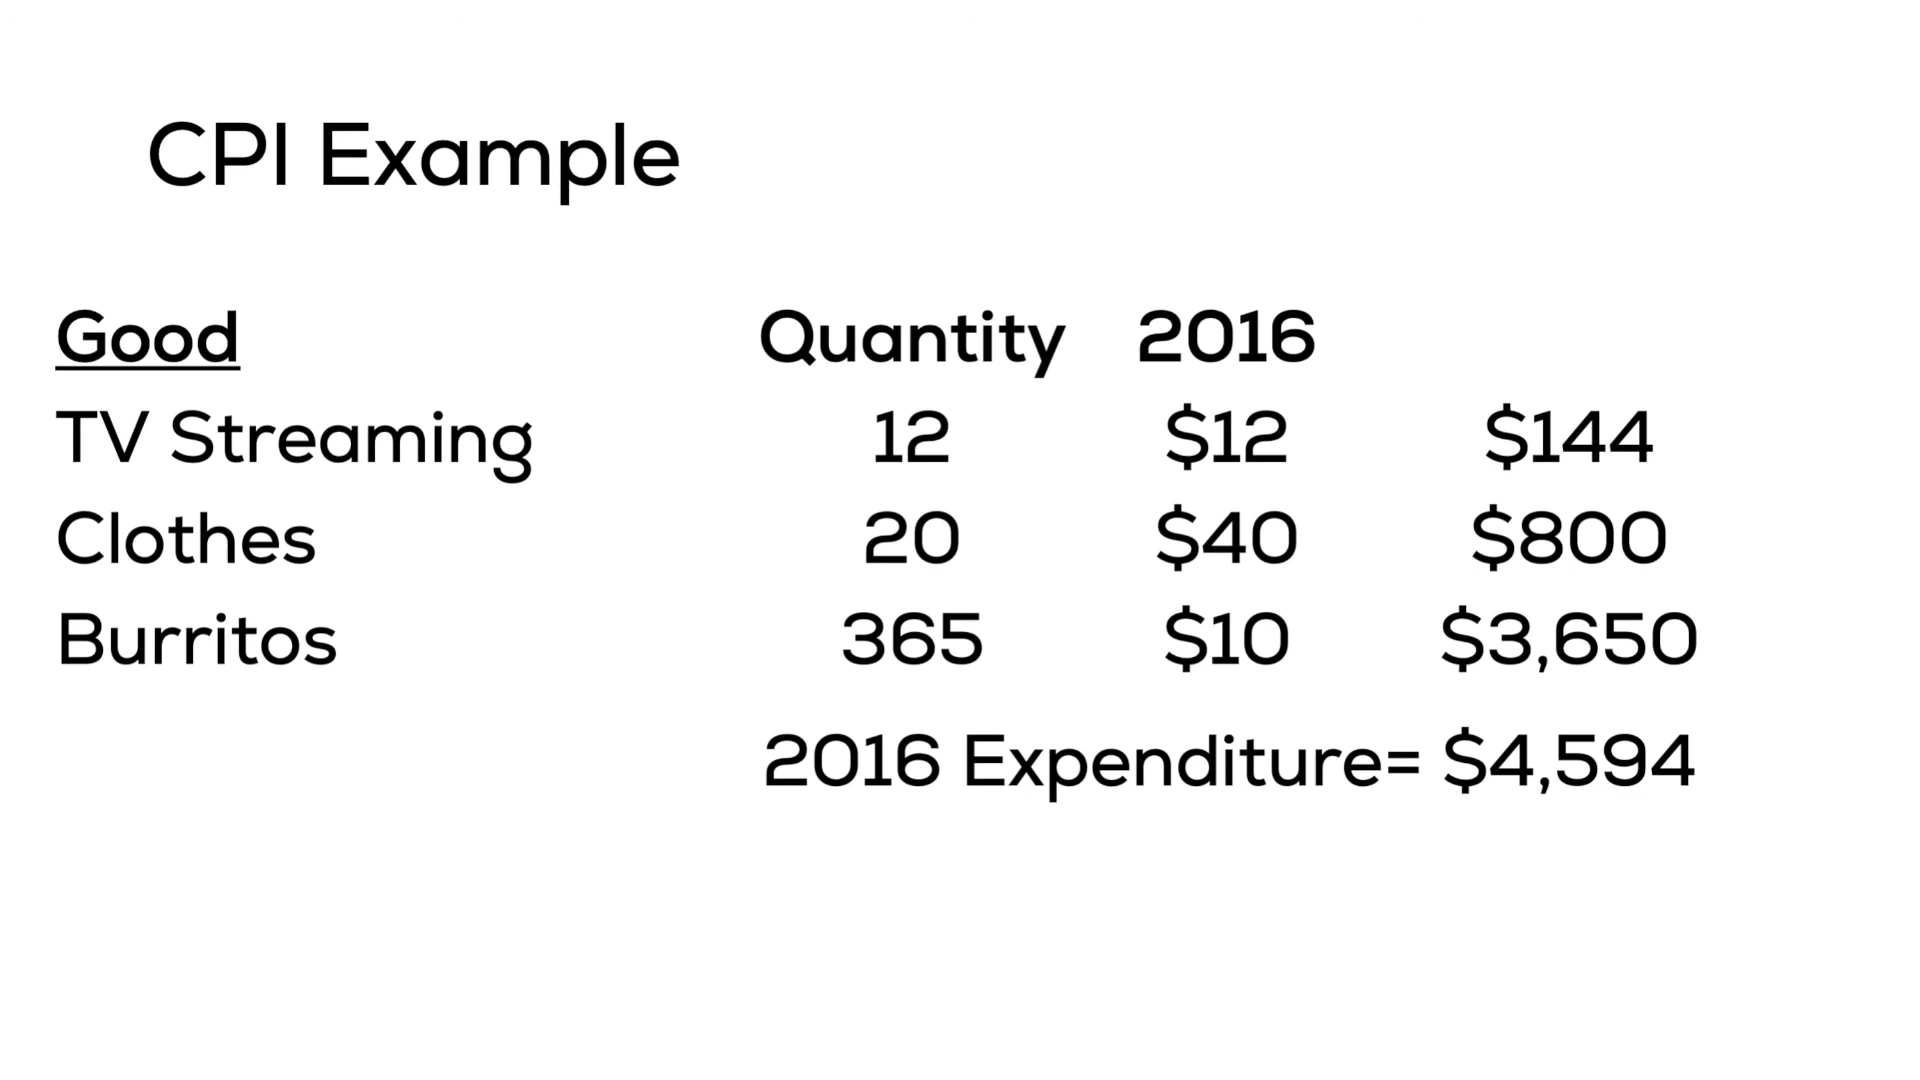 CPI Example
Good Quantity 2016
TV Streaming 12 $12 $144
Clothes 20 $40 $800
Burritos 365 $10 $3,650
2016 Expenditure= $4,594